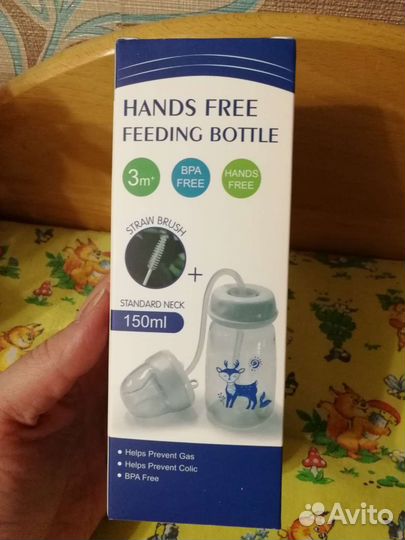 HANDS FREE
FEEDING BOTTLE
3m+
BPA
FREE
HANDS
FREE
STRAW BRUSH
+
STANDARD NECK
150ml
• Helps Prevent Gas
• Helps Prevent Colic
• BPA Free
Avito